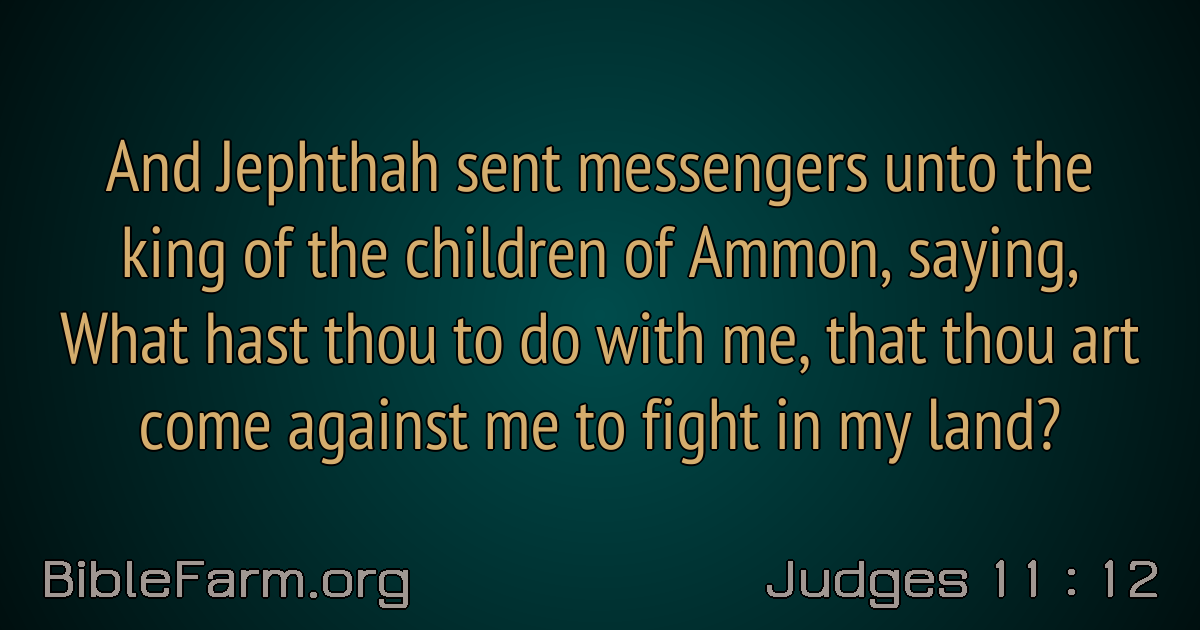 And Jephthah sent messengers unto the
king of the children of Ammon, saying,
What hast thou to do with me, that thou art
come against me to fight in my land?
BibleFarm.org
Judges 11 : 12